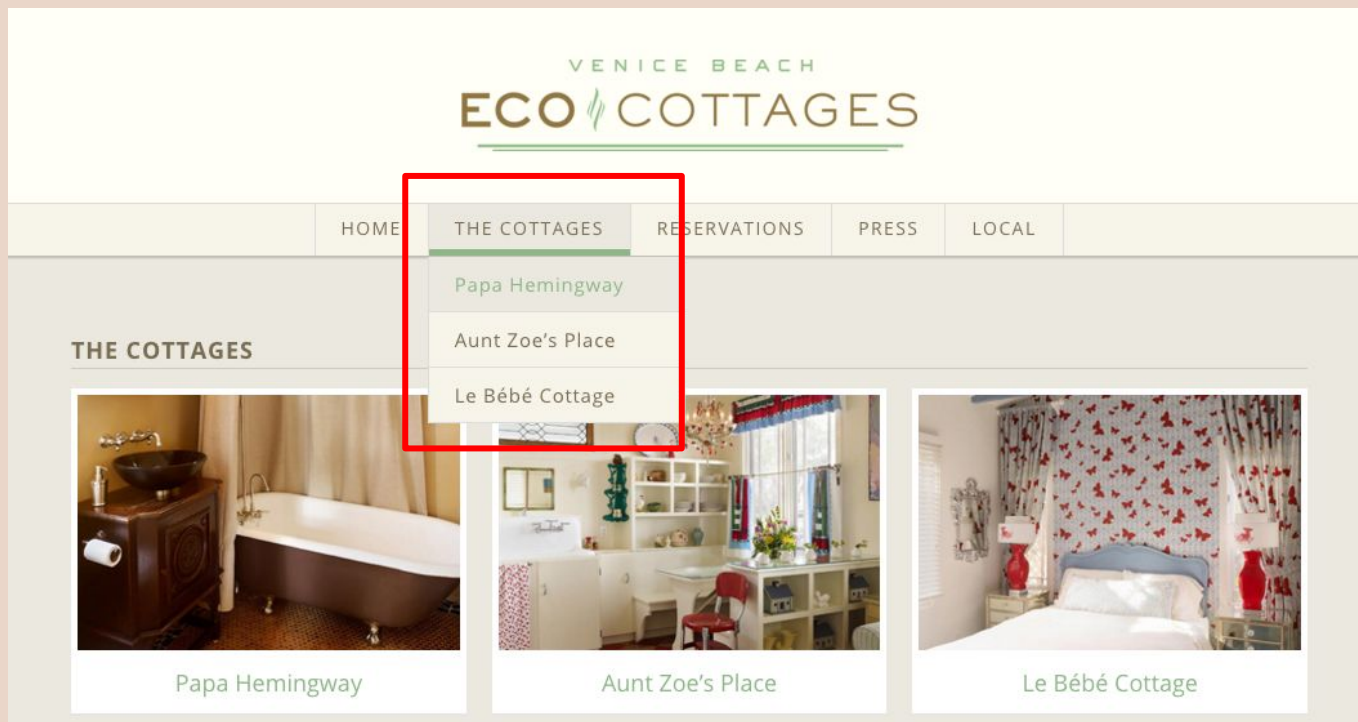 VENICE BEACH
ECO COTTAGES
HOME THE COTTAGES RESERVATIONS PRESS LOCAL
Papa Hemingway
Aunt Zoe’s Place
Le Bébé Cottage
THE COTTAGES
Papa Hemingway Aunt Zoe’s Place Le Bébé Cottage